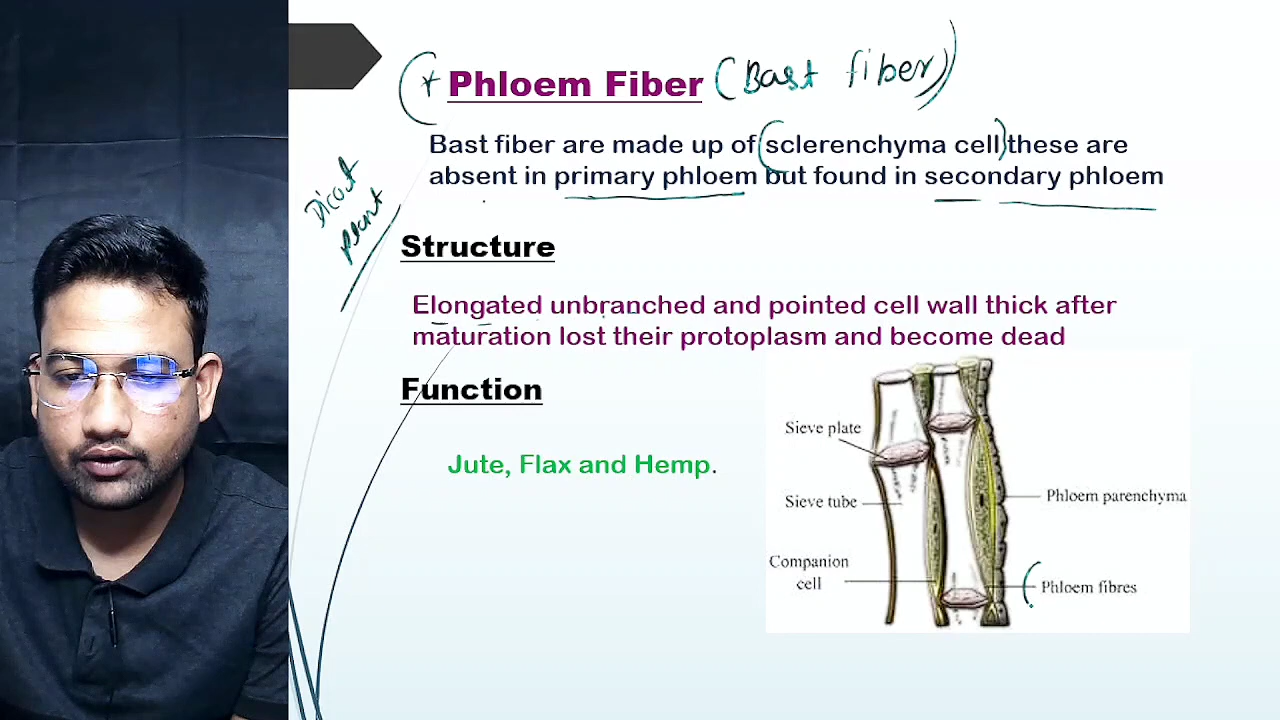 * Phloem Fiber (Bast fiber)
Bast fiber are made up of (sclerenchyma cell) these are
absent in primary phloem but found in secondary phloem
Dicot
plant
Structure
Elongated unbranched and pointed cell wall thick after
maturation lost their protoplasm and become dead
Function
Jute, Flax and Hemp.
Sieve plate
Sieve tube
Companion
cell
Phloem parenchyma
Phloem fibres